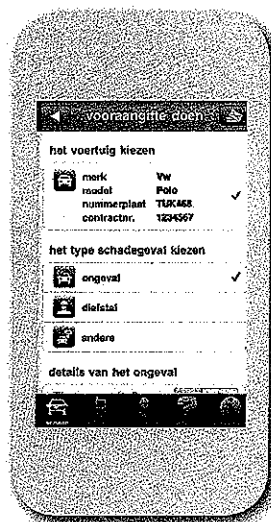 vooraangifte doen
het voertuig kiezen
merk Vw
model Polo
nummerplaat TUK468
contractnr. 1234567
het type schadegeval kiezen
ongeval
diefstal
andere
details van het ongeval